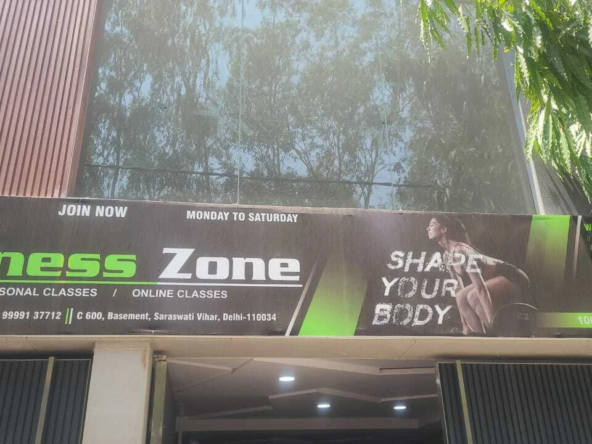 JOIN NOW
MONDAY TO SATURDAY
ness Zone
SONAL CLASSES / ONLINE CLASSES
99991 37712 || C 600, Basement, Saraswati Vihar, Delhi-110034
SHAPE
YOUR
BODY